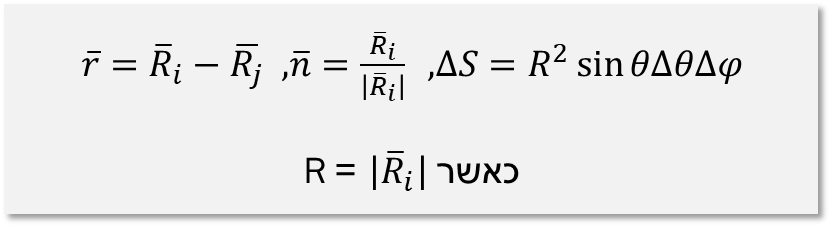 r̄ = R̄ᵢ − R̄ⱼ ,n̄ = R̄ᵢ/|R̄ᵢ| ,ΔS = R² sin θΔθΔφ
כאשר R = |R̄ᵢ|